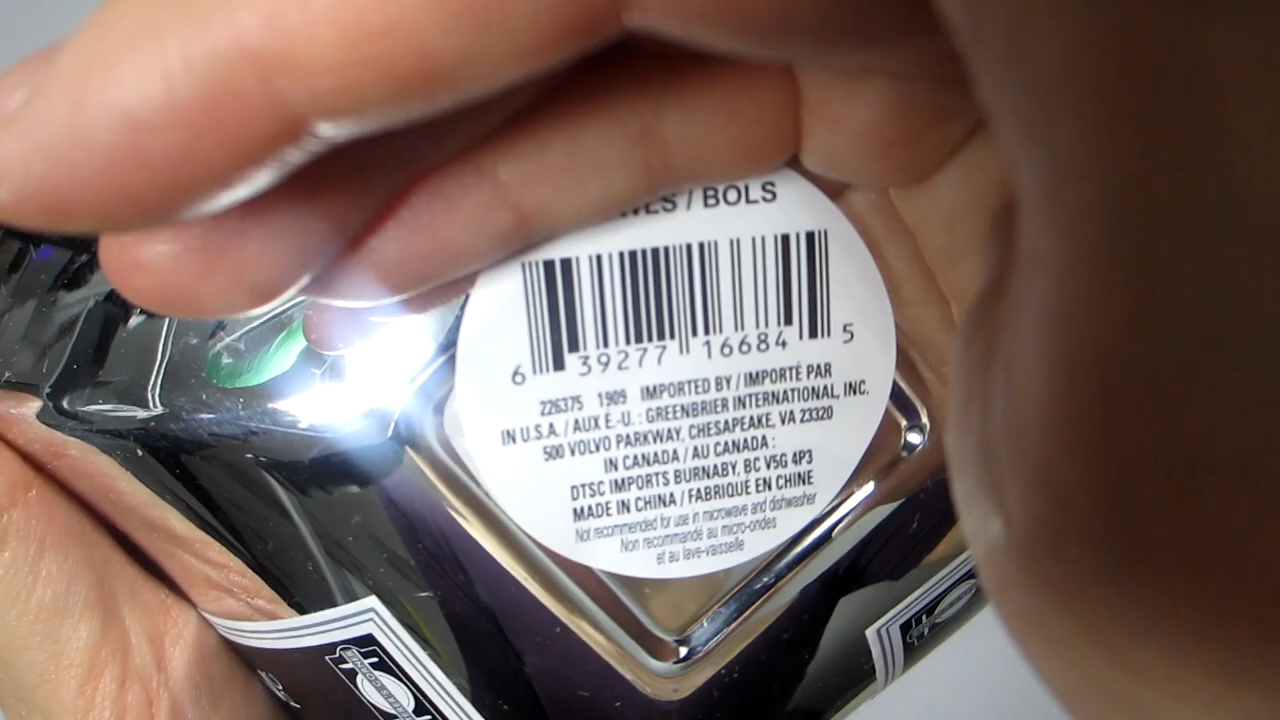 / BOLS
6 39277 16684 5
226375 1909 IMPORTED BY / IMPORTÉ PAR
IN U.S.A. / AUX E.-U. : GREENBRIER INTERNATIONAL, INC.
500 VOLVO PARKWAY, CHESAPEAKE, VA 23320
IN CANADA / AU CANADA :
DTSC IMPORTS BURNABY, BC V5G 4P3
MADE IN CHINA / FABRIQUÉ EN CHINE
Not recommended for use in microwave and dishwasher
Non recommandé au micro-ondes
et au lave-vaisselle